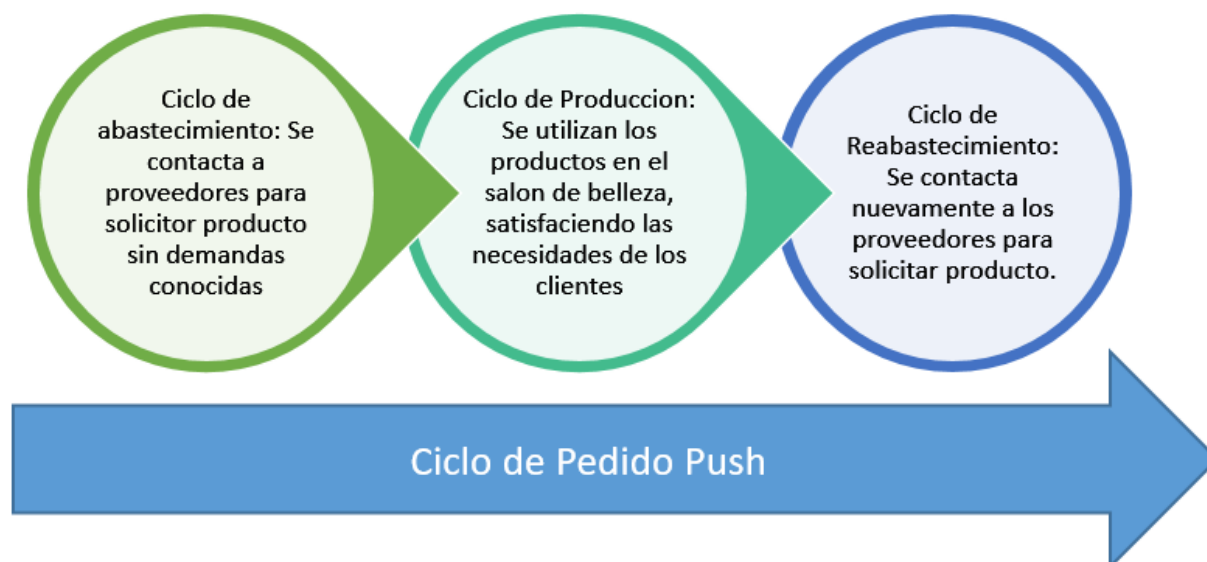 Ciclo de
abastecimiento: Se
contacta a
proveedores para
solicitor producto
sin demandas
conocidas
Ciclo de Produccion:
Se utilizan los
productos en el
salon de belleza,
satisfaciendo las
necesidades de los
clientes
Ciclo de
Reabastecimiento:
Se contacta
nuevamente a los
proveedores para
solicitar producto.
Ciclo de Pedido Push